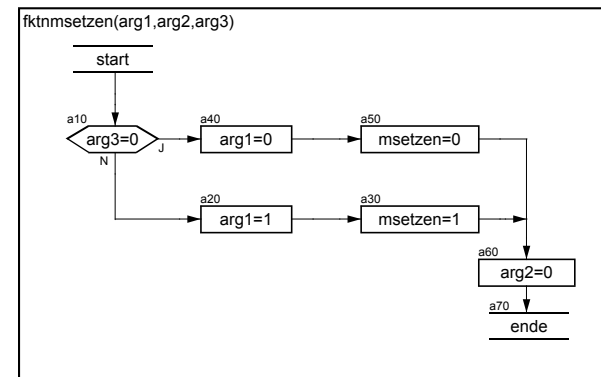 fktnmsetzen(arg1,arg2,arg3)
start
a10
arg3=0
N
J
a40
arg1=0
a50
msetzen=0
a20
arg1=1
a30
msetzen=1
a60
arg2=0
a70
ende